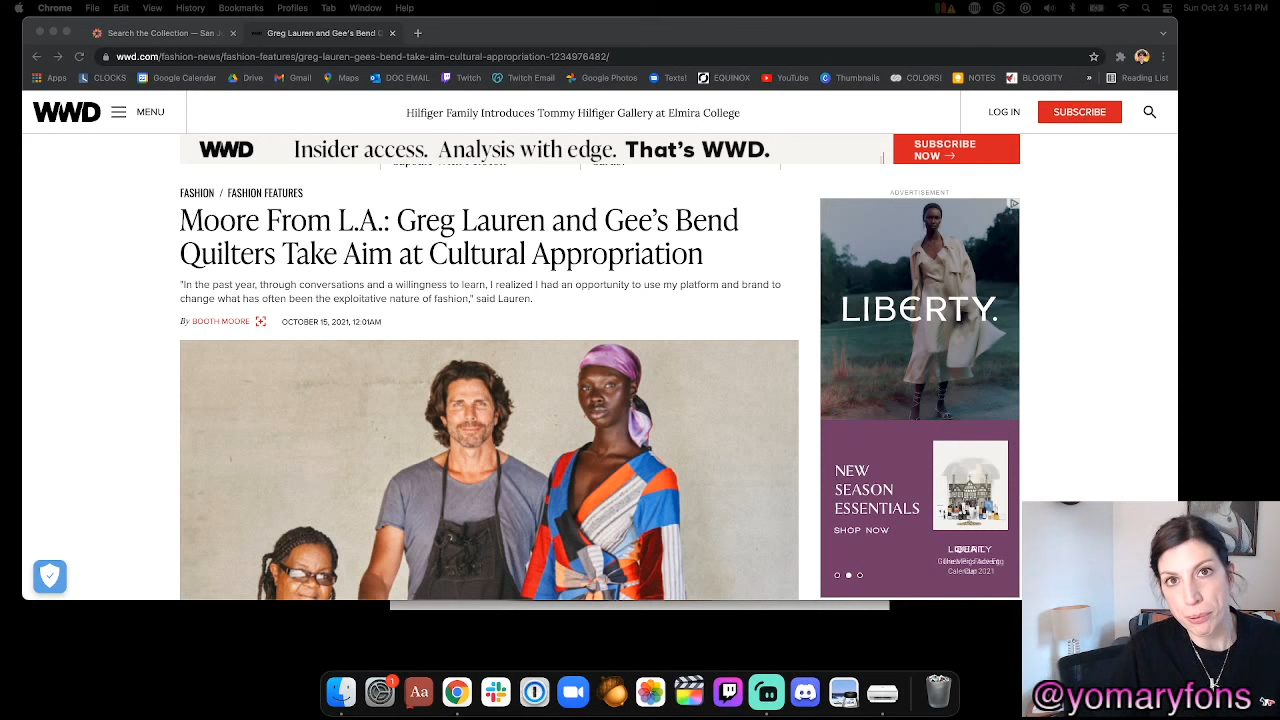 Chrome File Edit View History Bookmarks Profiles Tab Window Help Sun Oct 24 5:14 PM
Search the Collection — San J Greg Lauren and Gee's Bend C
wwd.com/fashion-news/fashion-features/greg-lauren-gees-bend-take-aim-cultural-appropriation-1234976482/
Apps CLOCKS Google Calendar Drive Gmail Maps DOC EMAIL Twitch Twitch Email Google Photos Texts! EQUINOX YouTube Thumbnails COLORS! NOTES BLOGGITY » Reading List
WWD MENU Hilfiger Family Introduces Tommy Hilfiger Gallery at Elmira College LOG IN SUBSCRIBE
WWD Insider access. Analysis with edge. That's WWD. SUBSCRIBE
NOW →
FASHION / FASHION FEATURES
Moore From L.A.: Greg Lauren and Gee's Bend
Quilters Take Aim at Cultural Appropriation
"In the past year, through conversations and a willingness to learn, I realized I had an opportunity to use my platform and brand to
change what has often been the exploitative nature of fashion," said Lauren.
By BOOTH MOORE OCTOBER 15, 2021, 12:01AM
ADVERTISEMENT
LIBERTY.
NEW
SEASON
ESSENTIALS
SHOP NOW
Aa
1
@yomaryfons